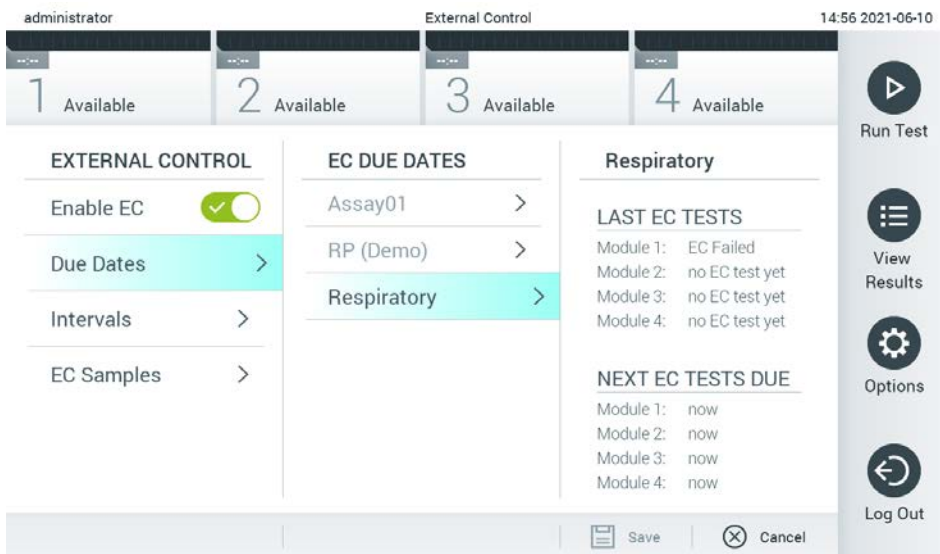 administrator External Control 14:56 2021-06-10
--:-- --:-- --:-- --:--
1 Available 2 Available 3 Available 4 Available
Run Test
EXTERNAL CONTROL
Enable EC
Due Dates
Intervals
EC Samples
EC DUE DATES
Assay01
RP (Demo)
Respiratory
Respiratory
LAST EC TESTS
Module 1: EC Failed
Module 2: no EC test yet
Module 3: no EC test yet
Module 4: no EC test yet
NEXT EC TESTS DUE
Module 1: now
Module 2: now
Module 3: now
Module 4: now
View
Results
Options
Log Out
Save Cancel